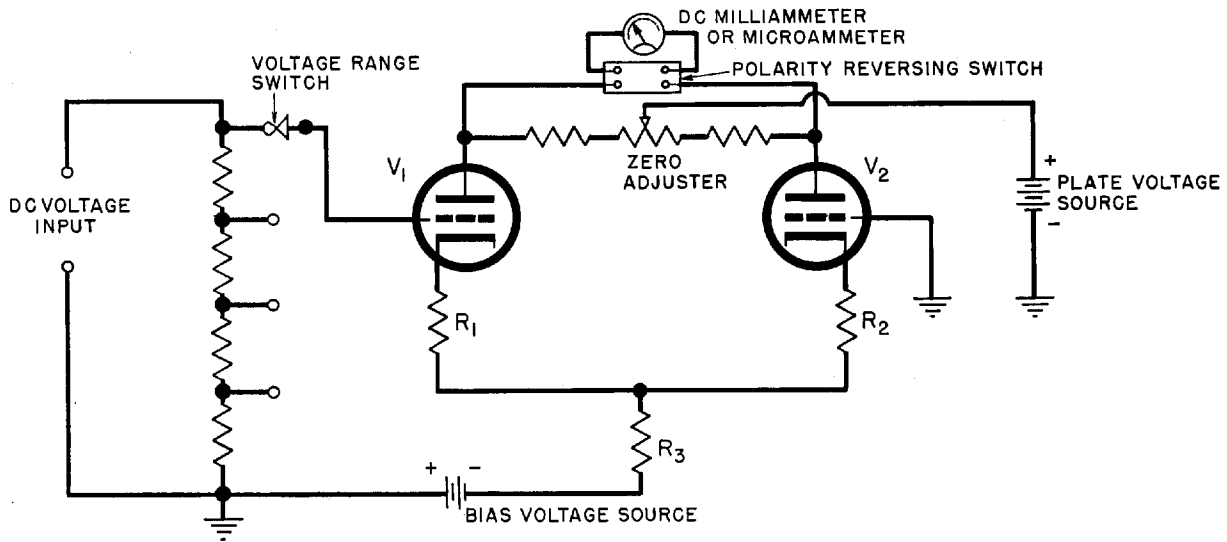 DC MILLIAMMETER
OR MICROAMMETER
VOLTAGE RANGE
SWITCH
POLARITY REVERSING SWITCH
V1
ZERO
ADJUSTER
V2
+
PLATE VOLTAGE
SOURCE
-
DC VOLTAGE
INPUT
R1
R2
R3
+ -
BIAS VOLTAGE SOURCE